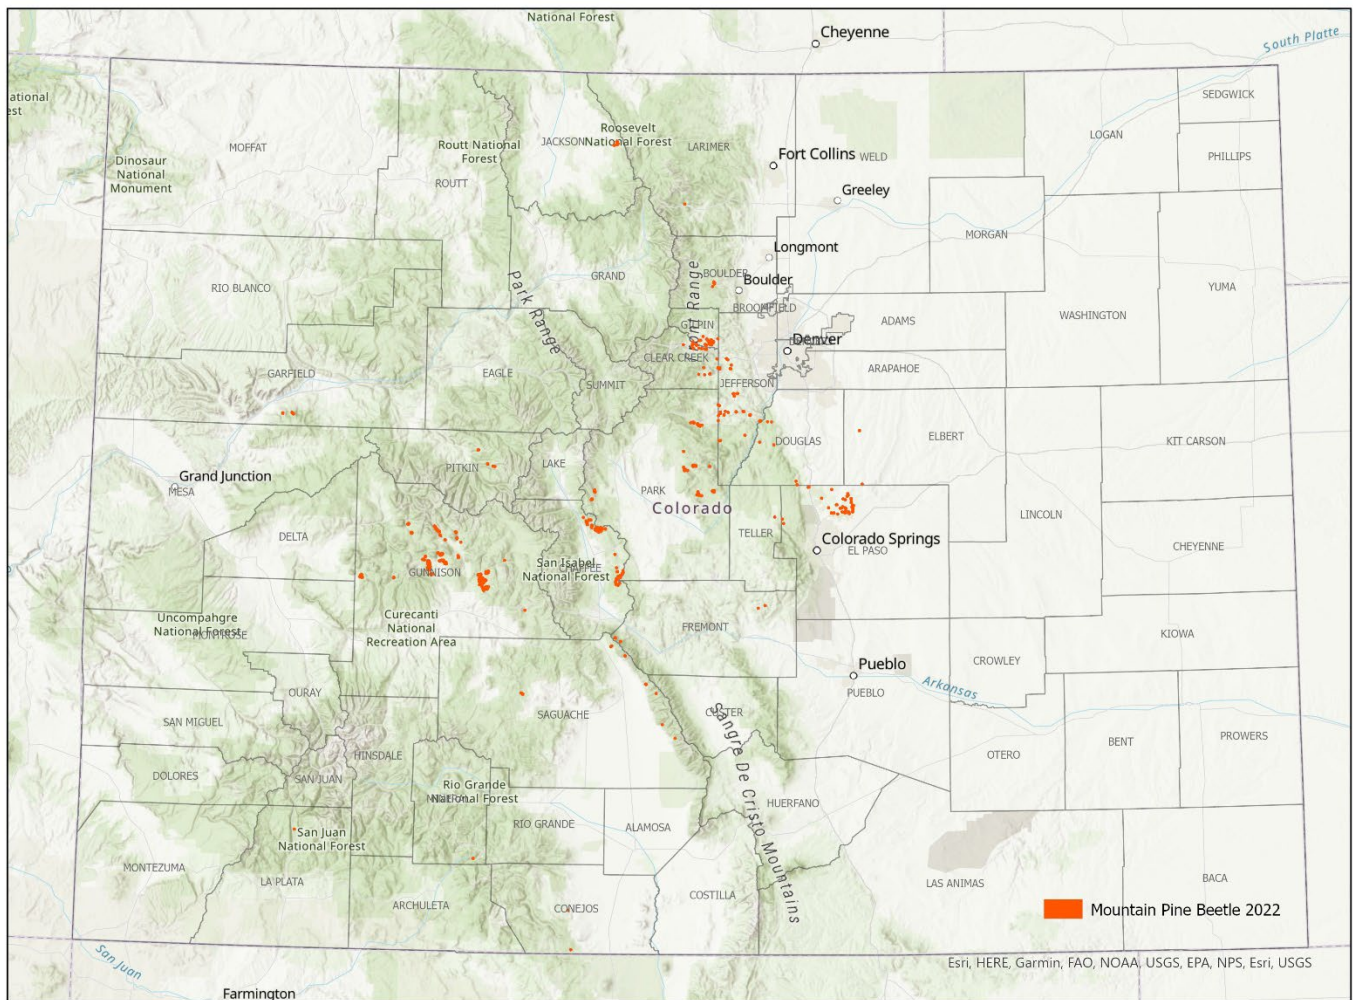 National Forest
Cheyenne
South Platte
ational
est
SEDGWICK
LOGAN
PHILLIPS
Dinosaur
National
Monument
MOFFAT
Routt National
Forest
ROUTT
JACKSON
Roosevelt
National Forest
LARIMER
Fort Collins
WELD
Greeley
MORGAN
Longmont
RIO BLANCO
GRAND
Park Range
Front Range
BOULDER
Boulder
BROOMFIELD
YUMA
WASHINGTON
ADAMS
GILPIN
Denver
CLEAR CREEK
ARAPAHOE
JEFFERSON
GARFIELD
EAGLE
SUMMIT
DOUGLAS
ELBERT
KIT CARSON
Grand Junction
MESA
PITKIN
LAKE
PARK
Colorado
LINCOLN
DELTA
TELLER
Colorado Springs
EL PASO
CHEYENNE
GUNNISON
San Isabel
National Forest
CHAFFEE
Uncompahgre
National Forest
MONTROSE
Curecanti
National
Recreation Area
FREMONT
KIOWA
CROWLEY
Pueblo
PUEBLO
Arkansas
OURAY
SAGUACHE
CUSTER
SAN MIGUEL
Sangre De Cristo Mountains
OTERO
BENT
PROWERS
DOLORES
SAN JUAN
HINSDALE
Rio Grande
National Forest
MINERAL
HUERFANO
RIO GRANDE
ALAMOSA
San Juan
National Forest
MONTEZUMA
LA PLATA
ARCHULETA
CONEJOS
COSTILLA
LAS ANIMAS
BACA
Mountain Pine Beetle 2022
San Juan
Farmington
Esri, HERE, Garmin, FAO, NOAA, USGS, EPA, NPS, Esri, USGS